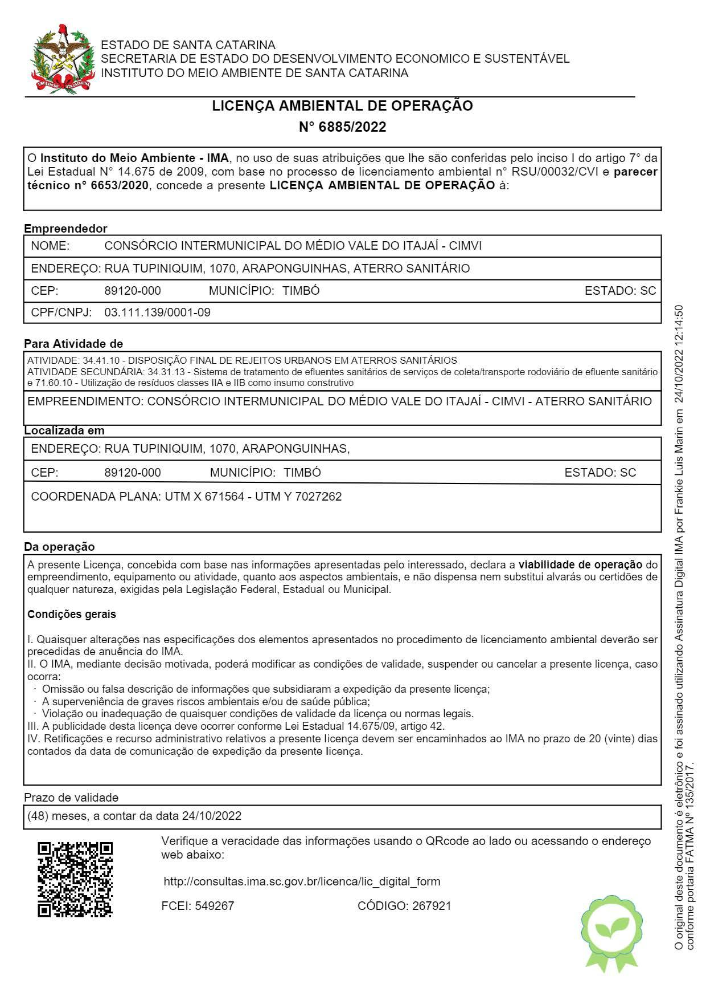 ESTADO DE SANTA CATARINA
SECRETARIA DE ESTADO DO DESENVOLVIMENTO ECONOMICO E SUSTENTÁVEL
INSTITUTO DO MEIO AMBIENTE DE SANTA CATARINA
ESTADO DE STA. CATARINA
LICENÇA AMBIENTAL DE OPERAÇÃO
N° 6885/2022
O Instituto do Meio Ambiente - IMA, no uso de suas atribuições que lhe são conferidas pelo inciso I do artigo 7° da
Lei Estadual N° 14.675 de 2009, com base no processo de licenciamento ambiental n° RSU/00032/CVI e parecer
técnico n° 6653/2020, concede a presente LICENÇA AMBIENTAL DE OPERAÇÃO à:
Empreendedor
NOME: CONSÓRCIO INTERMUNICIPAL DO MÉDIO VALE DO ITAJAÍ - CIMVI
ENDEREÇO: RUA TUPINIQUIM, 1070, ARAPONGUINHAS, ATERRO SANITÁRIO
CEP: 89120-000 MUNICÍPIO: TIMBÓ ESTADO: SC
CPF/CNPJ: 03.111.139/0001-09
Para Atividade de
ATIVIDADE: 34.41.10 - DISPOSIÇÃO FINAL DE REJEITOS URBANOS EM ATERROS SANITÁRIOS
ATIVIDADE SECUNDÁRIA: 34.31.13 - Sistema de tratamento de efluentes sanitários de serviços de coleta/transporte rodoviário de efluente sanitário
e 71.60.10 - Utilização de resíduos classes IIA e IIB como insumo construtivo
EMPREENDIMENTO: CONSÓRCIO INTERMUNICIPAL DO MÉDIO VALE DO ITAJAÍ - CIMVI - ATERRO SANITÁRIO
Localizada em
ENDEREÇO: RUA TUPINIQUIM, 1070, ARAPONGUINHAS,
CEP: 89120-000 MUNICÍPIO: TIMBÓ ESTADO: SC
COORDENADA PLANA: UTM X 671564 - UTM Y 7027262
Da operação
A presente Licença, concebida com base nas informações apresentadas pelo interessado, declara a viabilidade de operação do
empreendimento, equipamento ou atividade, quanto aos aspectos ambientais, e não dispensa nem substitui alvarás ou certidões de
qualquer natureza, exigidas pela Legislação Federal, Estadual ou Municipal.
Condições gerais
I. Quaisquer alterações nas especificações dos elementos apresentados no procedimento de licenciamento ambiental deverão ser
precedidas de anuência do IMA.
II. O IMA, mediante decisão motivada, poderá modificar as condições de validade, suspender ou cancelar a presente licença, caso
ocorra:
· Omissão ou falsa descrição de informações que subsidiaram a expedição da presente licença;
· A superveniência de graves riscos ambientais e/ou de saúde pública;
· Violação ou inadequação de quaisquer condições de validade da licença ou normas legais.
III. A publicidade desta licença deve ocorrer conforme Lei Estadual 14.675/09, artigo 42.
IV. Retificações e recurso administrativo relativos a presente licença devem ser encaminhados ao IMA no prazo de 20 (vinte) dias
contados da data de comunicação de expedição da presente licença.
Prazo de validade
(48) meses, a contar da data 24/10/2022
Verifique a veracidade das informações usando o QRcode ao lado ou acessando o endereço
web abaixo:
http://consultas.ima.sc.gov.br/licenca/lic_digital_form
FCEI: 549267 CÓDIGO: 267921
O original deste documento é eletrônico e foi assinado utilizando Assinatura Digital IMA por Frankie Luis Marin em 24/10/2022 12:14:50
conforme portaria FATMA Nº 135/2017.